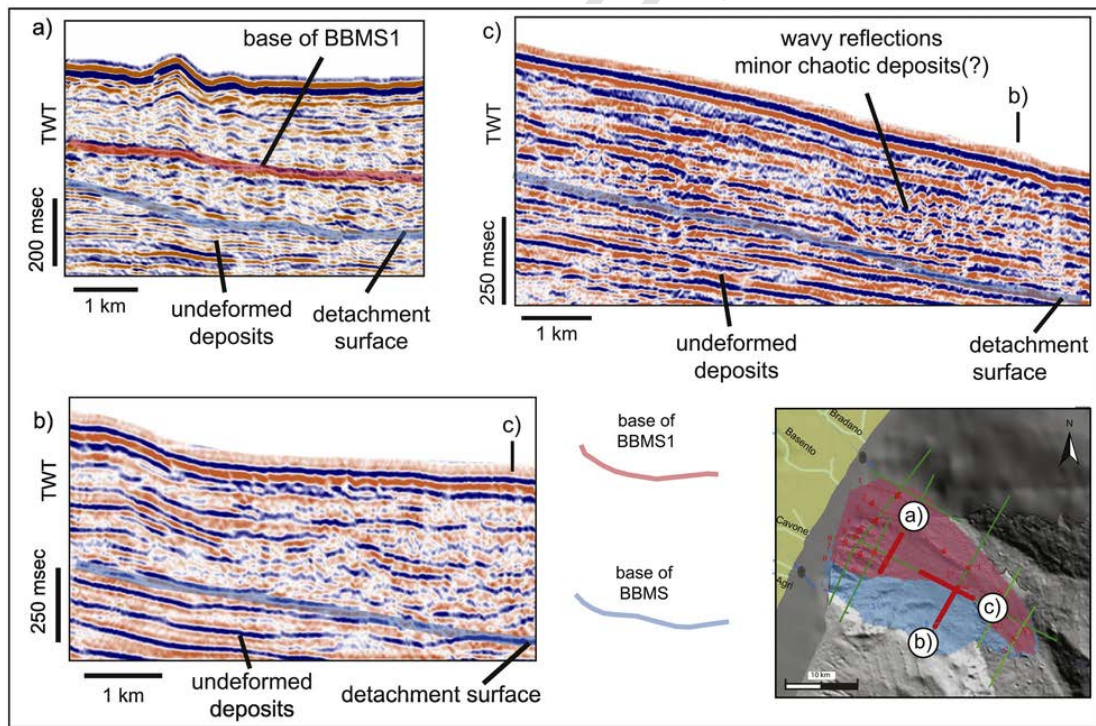 a)
base of BBMS1
TWT
200 msec
1 km
undeformed
deposits
detachment
surface
c)
wavy reflections
minor chaotic deposits(?)
b)
TWT
250 msec
1 km
undeformed
deposits
detachment
surface
b)
c)
TWT
250 msec
1 km
undeformed
deposits
detachment surface
base of
BBMS1
base of
BBMS
Bradano
Basento
Cavone
Agri
N
a)
c)
b)
10 km